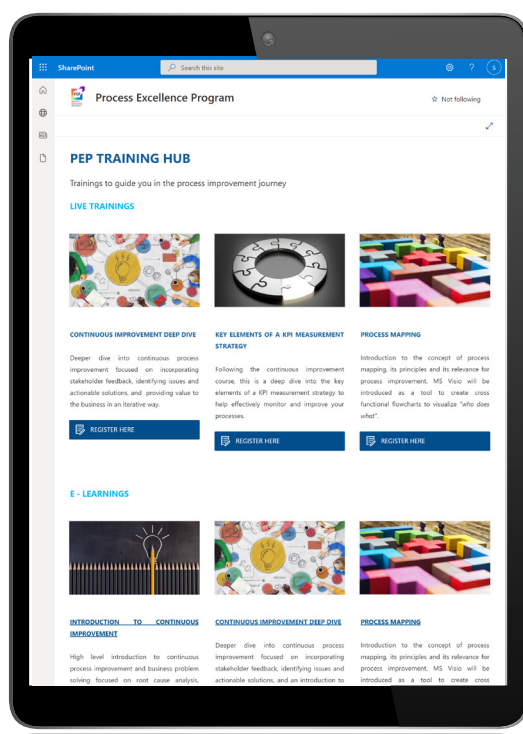 SharePoint
Search this site
?
S
PEP
Process Excellence Program
Not following
PEP TRAINING HUB
Trainings to guide you in the process improvement journey
LIVE TRAININGS
CONTINUOUS IMPROVEMENT DEEP DIVE
Deeper dive into continuous process
improvement focused on incorporating
stakeholder feedback, identifying issues and
actionable solutions, and providing value to
the business in an iterative way.
REGISTER HERE
KEY ELEMENTS OF A KPI MEASUREMENT
STRATEGY
Following the continuous improvement
course, this is a deep dive into the key
elements of a KPI measurement strategy to
help effectively monitor and improve your
processes.
REGISTER HERE
PROCESS MAPPING
Introduction to the concept of process
mapping, its principles and its relevance for
process improvement. MS Visio will be
introduced as a tool to create cross
functional flowcharts to visualize "who does
what".
REGISTER HERE
E - LEARNINGS
INTRODUCTION TO CONTINUOUS
IMPROVEMENT
High level introduction to continuous
process improvement and business problem
solving focused on root cause analysis,
CONTINUOUS IMPROVEMENT DEEP DIVE
Deeper dive into continuous process
improvement focused on incorporating
stakeholder feedback, identifying issues and
actionable solutions, and an introduction to
PROCESS MAPPING
Introduction to the concept of process
mapping, its principles and its relevance for
process improvement. MS Visio will be
introduced as a tool to create cross